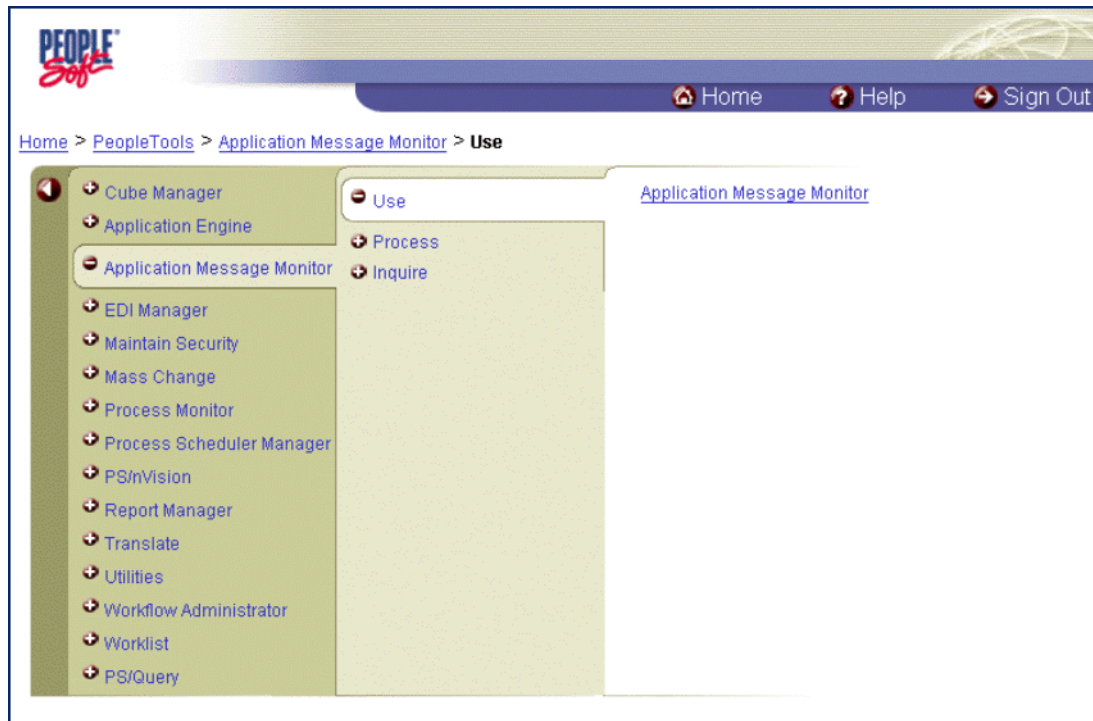 PEOPLE
Soft
Home Help Sign Out
Home > PeopleTools > Application Message Monitor > Use
Cube Manager
Application Engine
Application Message Monitor
EDI Manager
Maintain Security
Mass Change
Process Monitor
Process Scheduler Manager
PS/nVision
Report Manager
Translate
Utilities
Workflow Administrator
Worklist
PS/Query
Use
Process
Inquire
Application Message Monitor